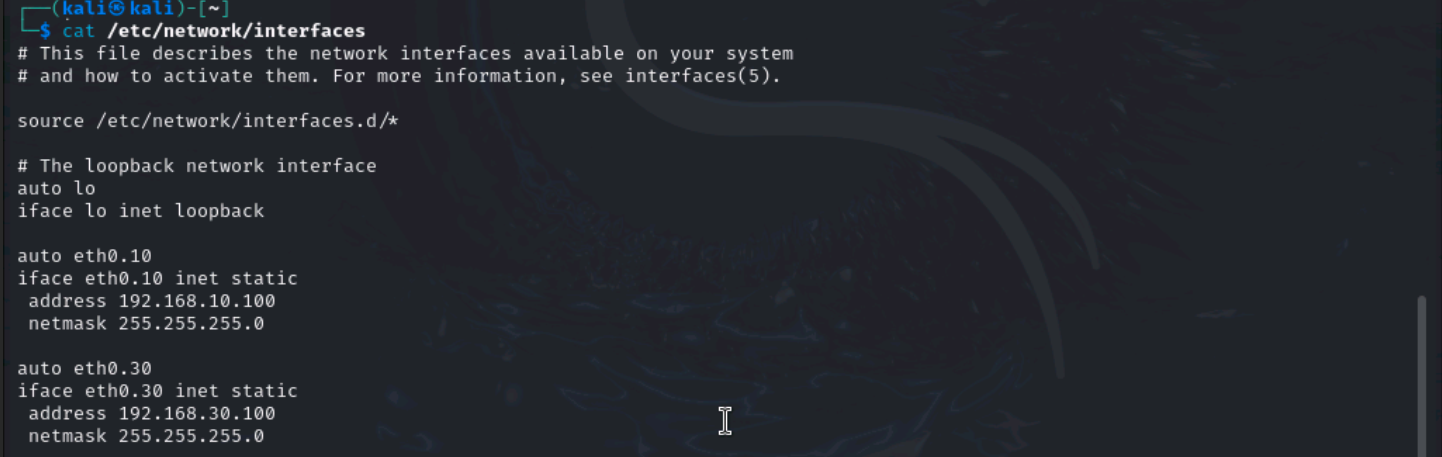 ┌──(kali㉿kali)-[~]
└─$ cat /etc/network/interfaces
# This file describes the network interfaces available on your system
# and how to activate them. For more information, see interfaces(5).

source /etc/network/interfaces.d/*

# The loopback network interface
auto lo
iface lo inet loopback

auto eth0.10
iface eth0.10 inet static
 address 192.168.10.100
 netmask 255.255.255.0

auto eth0.30
iface eth0.30 inet static
 address 192.168.30.100
 netmask 255.255.255.0